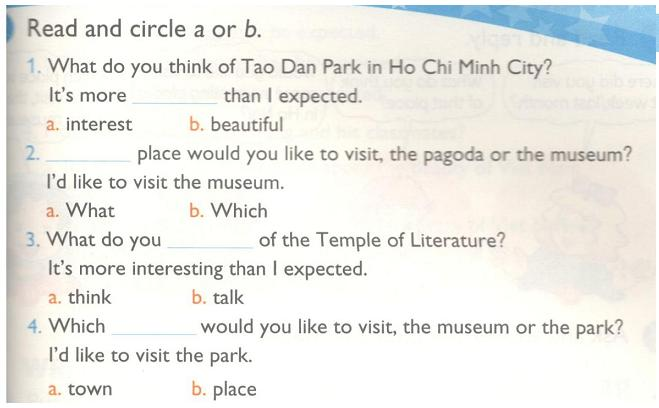 Read and circle a or b.
1. What do you think of Tao Dan Park in Ho Chi Minh City?
It's more ________ than I expected.
a. interest b. beautiful
2. ________ place would you like to visit, the pagoda or the museum?
I'd like to visit the museum.
a. What b. Which
3. What do you ________ of the Temple of Literature?
It's more interesting than I expected.
a. think b. talk
4. Which ________ would you like to visit, the museum or the park?
I'd like to visit the park.
a. town b. place